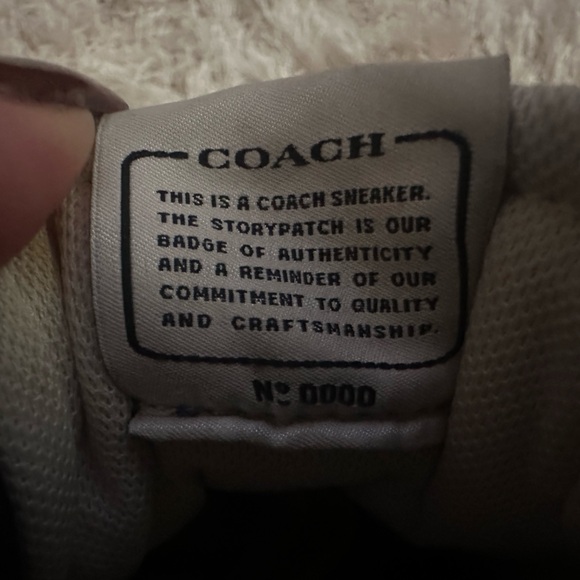 COACH
THIS IS A COACH SNEAKER.
THE STORYPATCH IS OUR
BADGE OF AUTHENTICITY
AND A REMINDER OF OUR
COMMITMENT TO QUALITY
AND CRAFTSMANSHIP.
Nº 0000